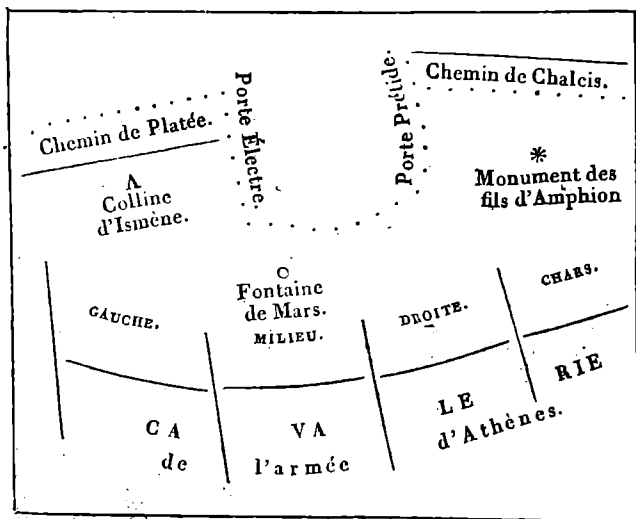 Chemin de Platée.
Porte Électre.
Porte Prétide.
Chemin de Chalcis.
Colline
d'Ismène.
Monument des
fils d'Amphion
Fontaine
de Mars.
GAUCHE.
MILIEU.
DROITE.
CHARS.
CA VA LE RIE
de l'armée d'Athènes.